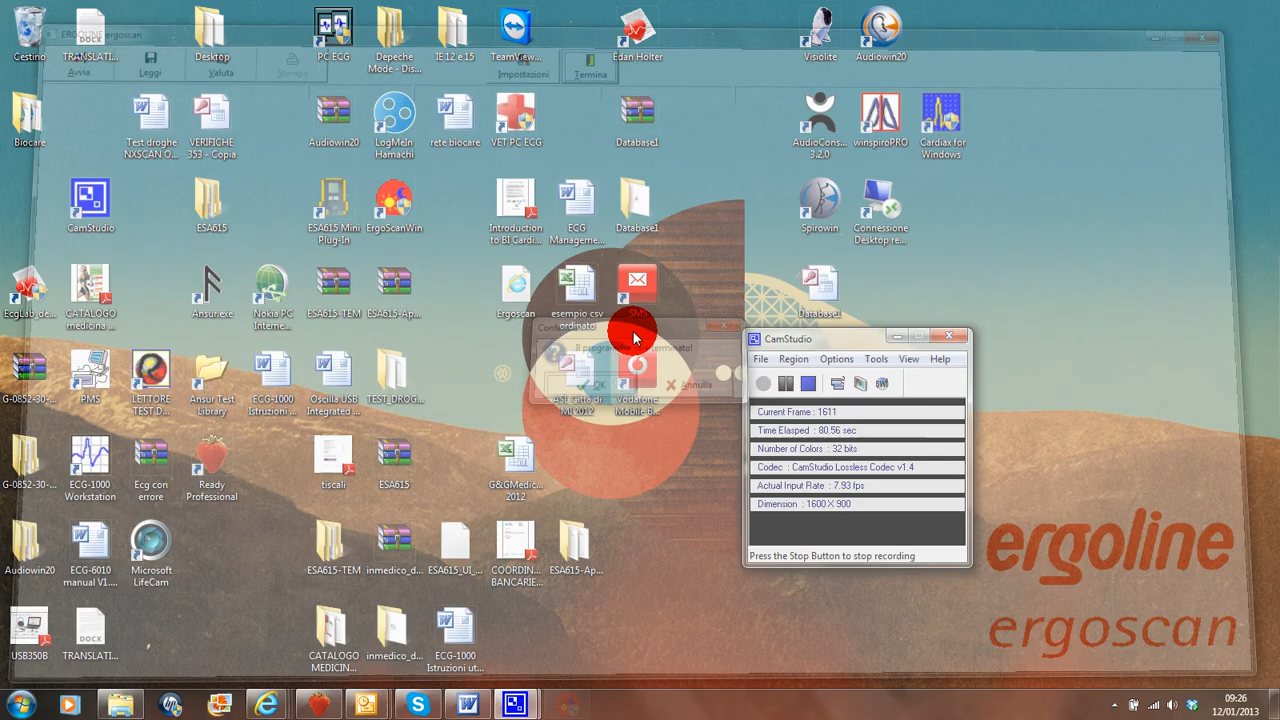 ERGOLINE ergoscan
Avvia
Leggi
Valuta
Stampa
Impostazioni
Termina
Cestino
TRANSLATI...
Desktop
PC ECG
Depeche
Mode - Dis...
IE 12 e 15
TeamView...
Edan Holter
Visiolite
Audiowin20
Biocare
Test droghe
NXSCAN O...
VERIFICHE
353 - Copia
Audiowin20
LogMeIn
Hamachi
rete biocare
VET PC ECG
Database1
AudioCons...
3.2.0
winspiroPRO
Cardiax for
Windows
CamStudio
ESA615
ESA615 Mini
Plug-In
ErgoScanWin
Introduction
to BI Cardi...
ECG
Manageme...
Database1
Spirowin
Connessione
Desktop re...
EcgLab_de...
CATALOGO
medicina ...
Ansur.exe
Nokia PC
Interne...
ESA615-TEM
ESA615-Ap...
Ergoscan
esempio csv
ordinato
SMS
Database1
Il programma
terminato!
OK
Annulla
G-0852-30-...
PMS
LETTORE
TEST D...
Ansur Test
Library
ECG-1000
Istruzioni ...
Oscilla USB
Integrated ...
TEST_DROG...
ASL Città di
MI 2012
Vodafone
Mobile B...
CamStudio
File Region Options Tools View Help
Current Frame : 1611
Time Elasped : 80.56 sec
Number of Colors : 32 bits
Codec : CamStudio Lossless Codec v1.4
Actual Input Rate : 7.93 fps
Dimension : 1600 X 900
Press the Stop Button to stop recording
G-0852-30-...
ECG-1000
Workstation
Ecg con
errore
Ready
Professional
tiscali
ESA615
G&GMedic...
2012
Audiowin20
ECG-6010
manual V1....
Microsoft
LifeCam
ESA615-TEM
inmedico_d...
ESA615_UI_...
COORDIN...
BANCARIE...
ESA615-Ap...
USB350B
DOCX
TRANSLATI...
CATALOGO
MEDICIN...
inmedico_d...
ECG-1000
Istruzioni ut...
ergoline
ergoscan
09:26
12/01/2013